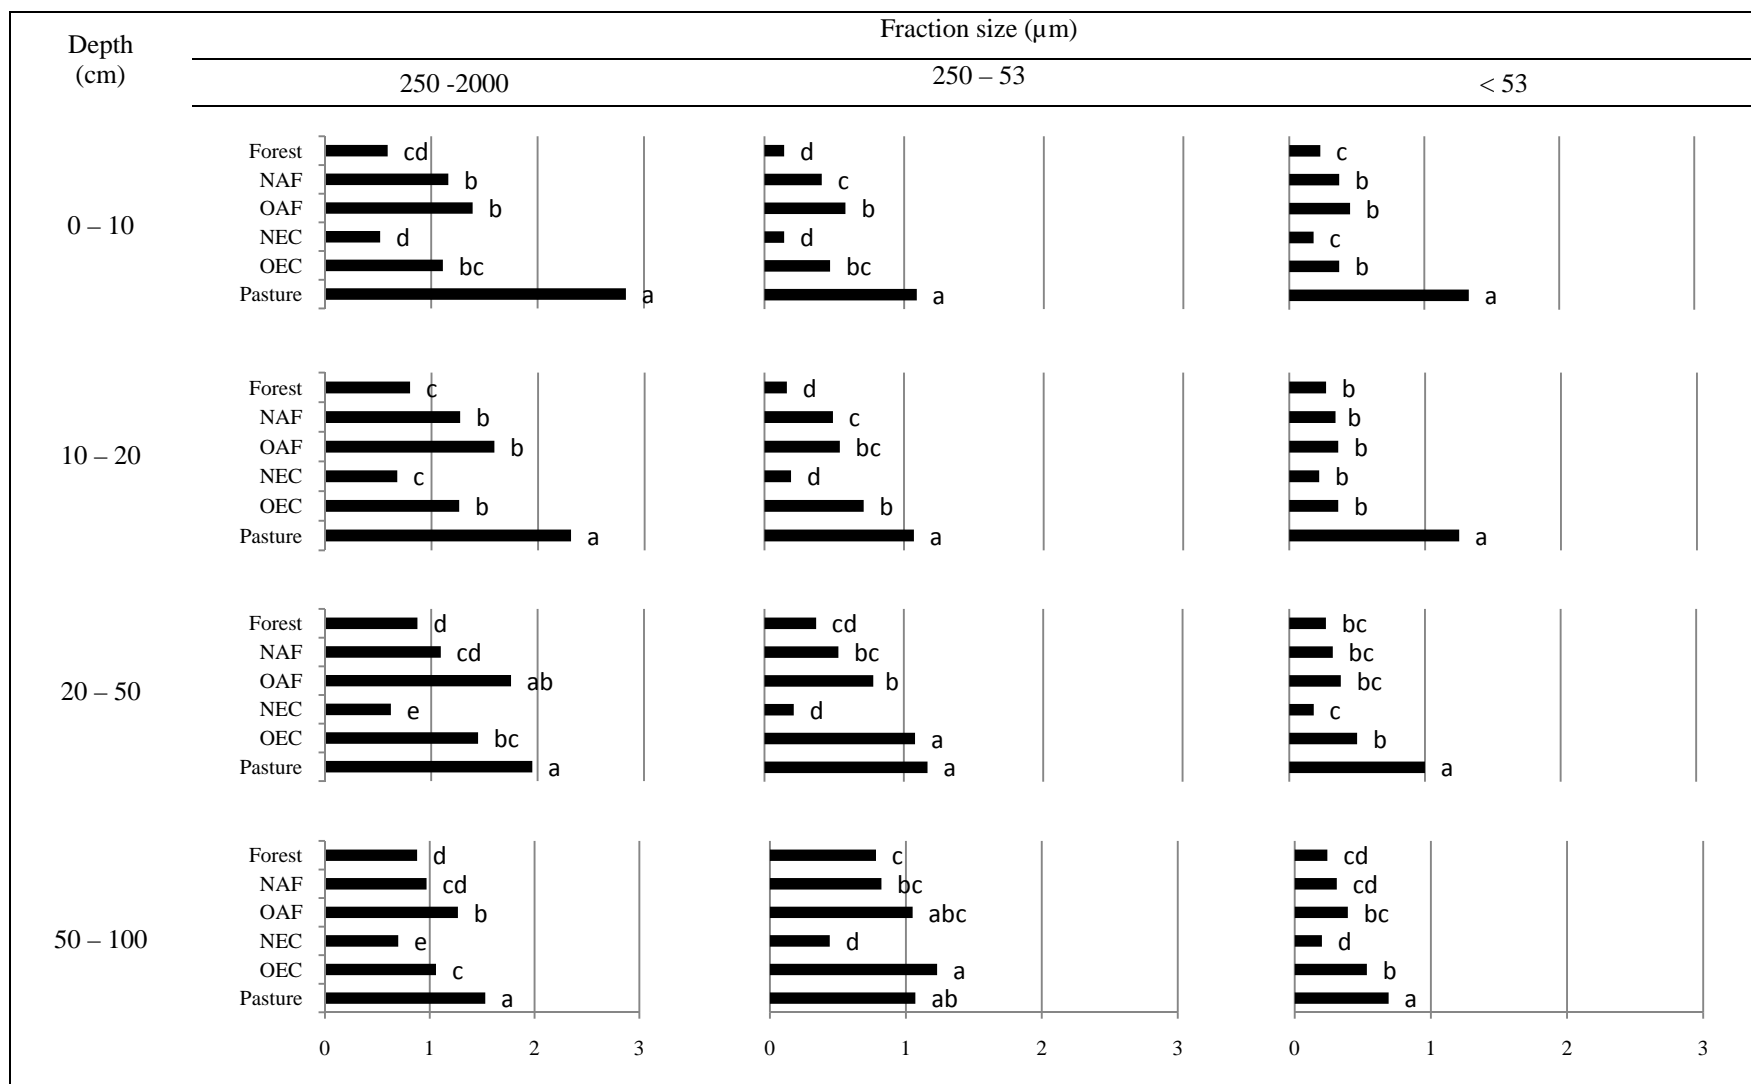 Depth
(cm)
Fraction size (µm)
250 -2000
250 – 53
< 53
0 – 10
Forest cd d c
NAF b c b
OAF b b b
NEC d d c
OEC bc bc b
Pasture a a a
10 – 20
Forest c d b
NAF b c b
OAF b bc b
NEC c d b
OEC b b b
Pasture a a a
20 – 50
Forest d cd bc
NAF cd bc bc
OAF ab b bc
NEC e d c
OEC bc a b
Pasture a a a
50 – 100
Forest d c cd
NAF cd bc cd
OAF b abc bc
NEC e d d
OEC c a b
Pasture a ab a
0 1 2 3 0 1 2 3 0 1 2 3